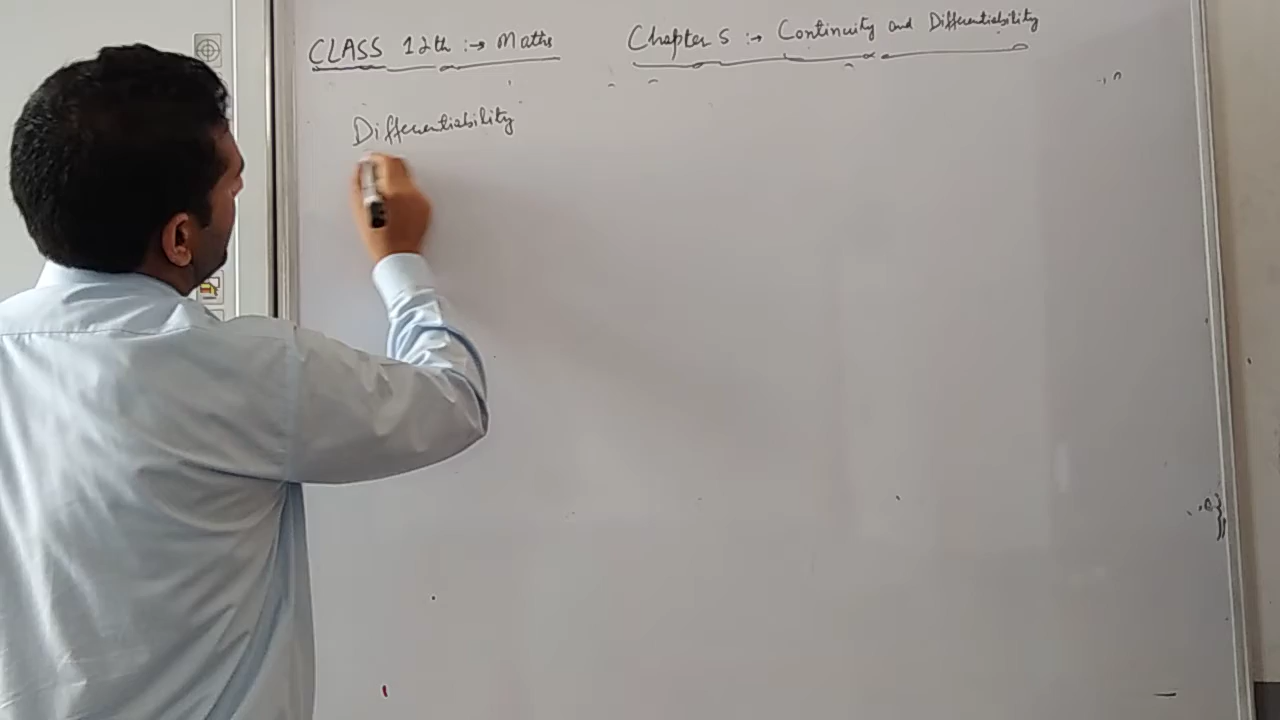 CLASS 12th :→ Maths
Chapter 5 :→ Continuity and Differentiability
Differentiability